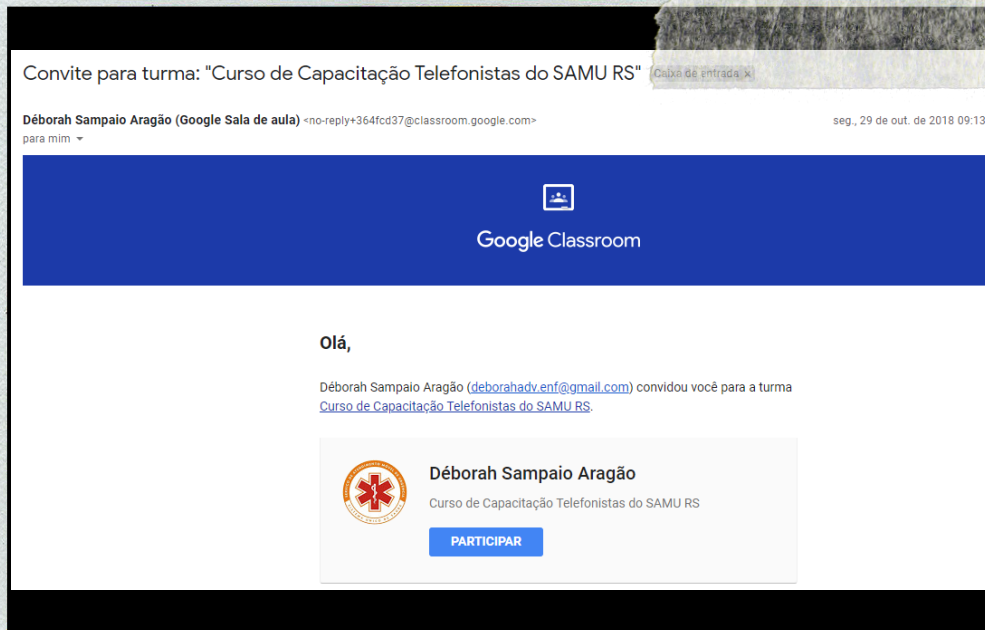 Convite para turma: "Curso de Capacitação Telefonistas do SAMU RS" Caixa de entrada x
Déborah Sampaio Aragão (Google Sala de aula) <no-reply+364fcd37@classroom.google.com> seg., 29 de out. de 2018 09:13
para mim
Google Classroom
Olá,
Déborah Sampaio Aragão (deborahadv.enf@gmail.com) convidou você para a turma
Curso de Capacitação Telefonistas do SAMU RS.
Déborah Sampaio Aragão
Curso de Capacitação Telefonistas do SAMU RS
PARTICIPAR